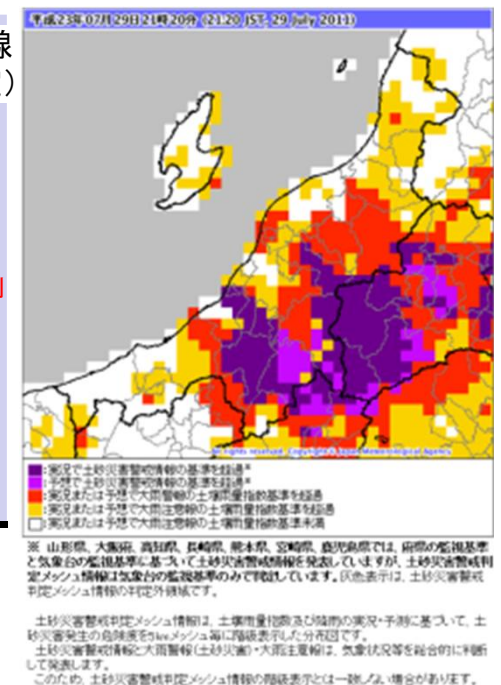 線
)
平成23年07月29日21時20分 (21:20 JST, 29 July 2011)
All rights reserved. Copyright © Japan Meteorological Agency
:実況で土砂災害警戒情報の基準を超過*
:予想で土砂災害警戒情報の基準を超過*
:実況または予想で大雨警報の土壌雨量指数基準を超過
:実況または予想で大雨注意報の土壌雨量指数基準を超過
:実況または予想で大雨注意報の土壌雨量指数基準未満
※ 山形県、大阪府、高知県、長崎県、熊本県、宮崎県、鹿児島県では、府県の監視基準
と気象台の監視基準に基づいて土砂災害警戒情報を発表していますが、土砂災害警戒判
定メッシュ情報は気象台の監視基準のみで判定しています。灰色表示は、土砂災害警戒
判定メッシュ情報の判定対象外領域です。
土砂災害警戒判定メッシュ情報は、土壌雨量指数及び降雨の実況・予測に基づいて、土
砂災害発生の危険度を5kmメッシュ毎に階級表示した分布図です。
土砂災害警戒情報と大雨警報(土砂災害)・大雨注意報は、気象状況等を総合的に判断
して発表します。
このため、土砂災害警戒判定メッシュ情報の階級表示とは一致しない場合があります。